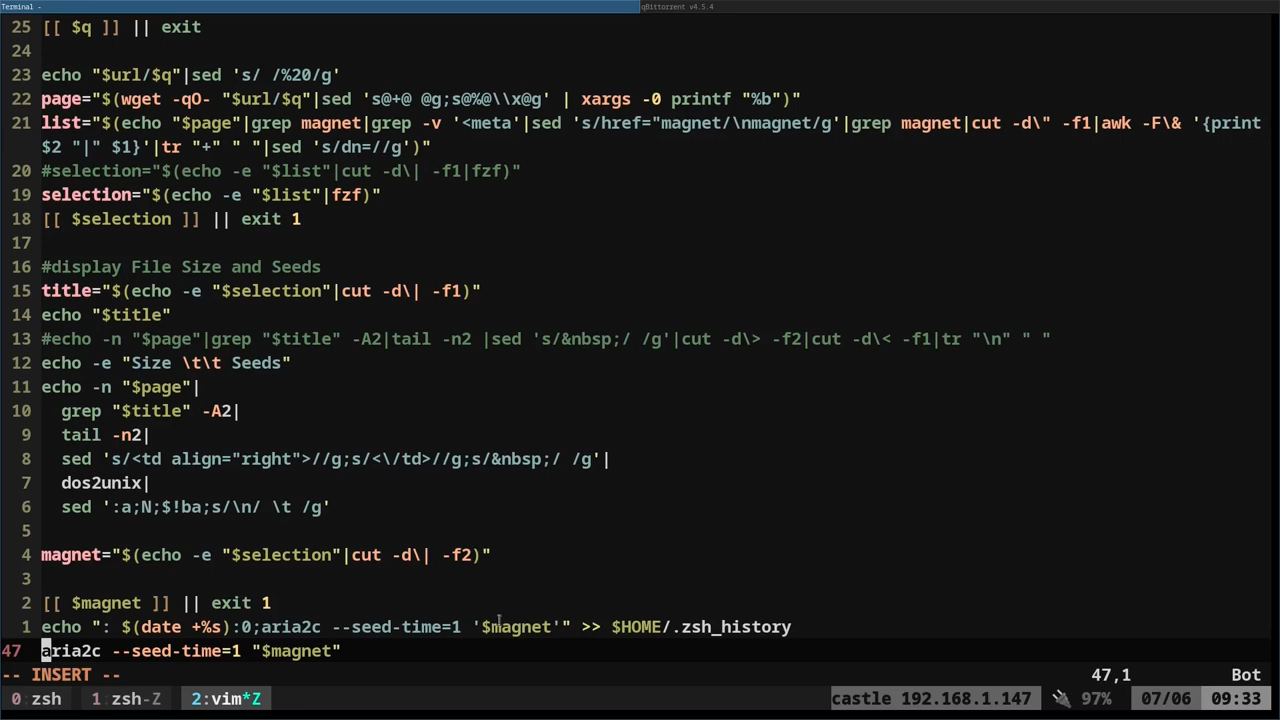 Terminal -
qBittorrent v4.5.4
25 [[ $q ]] || exit
24
23 echo "$url/$q"|sed 's/ /%20/g'
22 page="$(wget -qO- "$url/$q"|sed 's@+@ @g;s@%@\\x@g' | xargs -0 printf "%b")"
21 list="$(echo "$page"|grep magnet|grep -v '<meta'|sed 's/href="magnet/\nmagnet/g'|grep magnet|cut -d\" -f1|awk -F\& '{print
$2 "|" $1}'|tr "+" " "|sed 's/dn=//g')"
20 #selection="$(echo -e "$list"|cut -d\| -f1|fzf)"
19 selection="$(echo -e "$list"|fzf)"
18 [[ $selection ]] || exit 1
17
16 #display File Size and Seeds
15 title="$(echo -e "$selection"|cut -d\| -f1)"
14 echo "$title"
13 #echo -n "$page"|grep "$title" -A2|tail -n2 |sed 's/&nbsp;/ /g'|cut -d\> -f2|cut -d\< -f1|tr "\n" " "
12 echo -e "Size \t\t Seeds"
11 echo -n "$page"|
10   grep "$title" -A2|
9   tail -n2|
8   sed 's/<td align="right">//g;s/<\/td>//g;s/&nbsp;/ /g'|
7   dos2unix|
6   sed ':a;N;$!ba;s/\n/ \t /g'
5
4 magnet="$(echo -e "$selection"|cut -d\| -f2)"
3
2 [[ $magnet ]] || exit 1
1 echo ": $(date +%s):0;aria2c --seed-time=1 '$magnet'" >> $HOME/.zsh_history
47 aria2c --seed-time=1 "$magnet"
-- INSERT -- 47,1 Bot
0:zsh 1:zsh-Z 2:vim*Z castle 192.168.1.147 🔌 97% 07/06 09:33